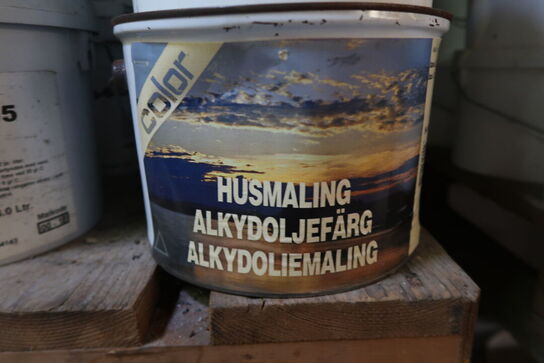 color
HUSMALING
ALKYDOLJEFÄRG
ALKYDOLIEMALING
5